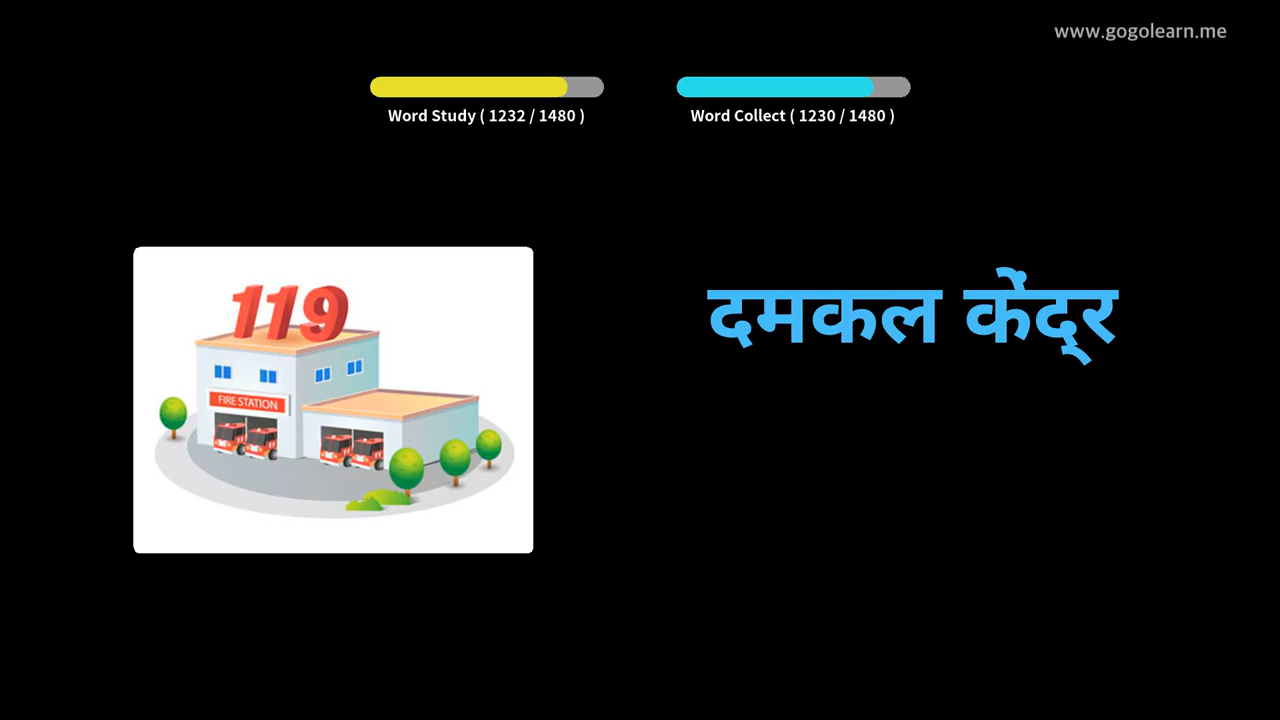 www.gogolearn.me
Word Study ( 1232 / 1480 )
Word Collect ( 1230 / 1480 )
119
FIRE STATION
दमकल केंद्‌र